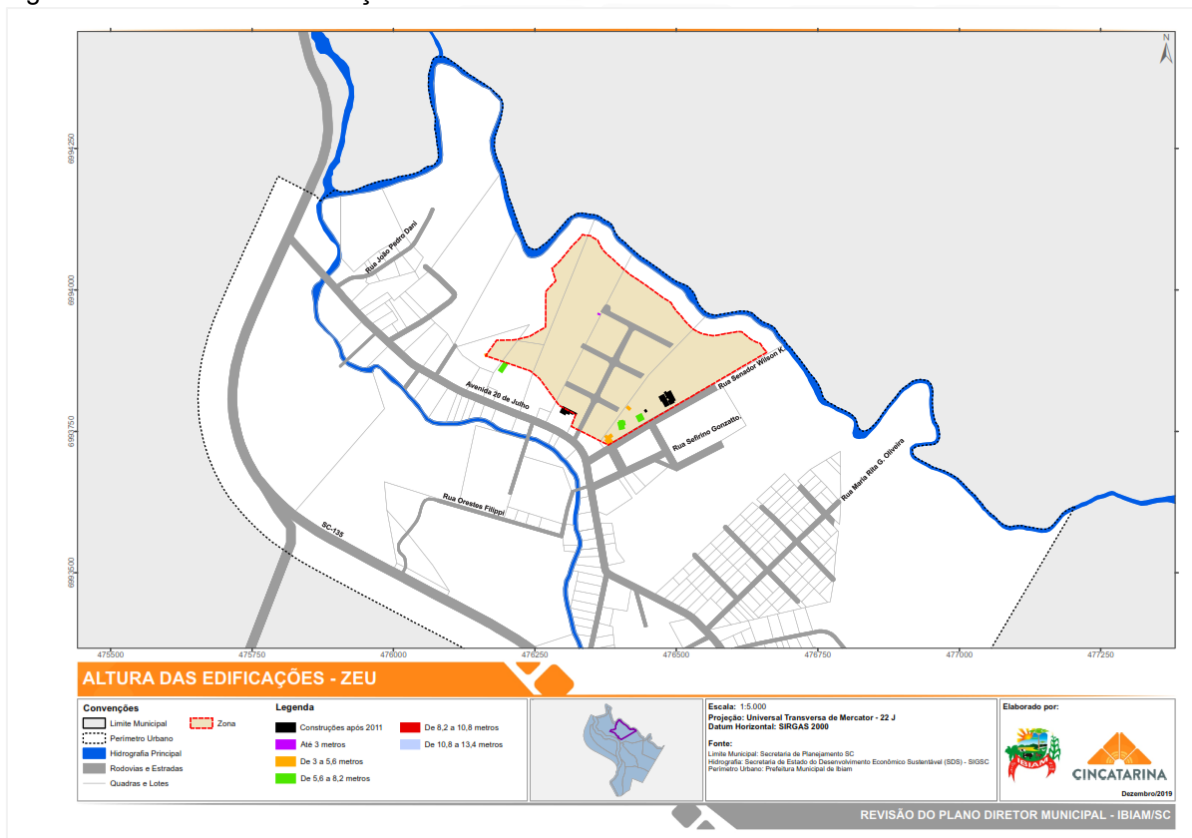 N
6994250
6994000
6993750
6993500
Rua João Pedro Dani
Avenida 20 de Julho
Rua Senador Wilson K.
Rua Sefirino Gonzatto.
Rua Maria Rita G. Oliveira
Rua Orestes Filippi
SC-135
475500 475750 476000 476250 476500 476750 477000 477250
ALTURA DAS EDIFICAÇÕES - ZEU
Convenções
Limite Municipal
Zona
Perímetro Urbano
Hidrografia Principal
Rodovias e Estradas
Quadras e Lotes
Legenda
Construções após 2011
De 8,2 a 10,8 metros
Até 3 metros
De 10,8 a 13,4 metros
De 3 a 5,6 metros
De 5,6 a 8,2 metros
Escala: 1:5.000
Projeção: Universal Transversa de Mercator - 22 J
Datum Horizontal: SIRGAS 2000
Fonte:
Limite Municipal: Secretaria de Planejamento SC
Hidrografia: Secretaria de Estado do Desenvolvimento Econômico Sustentável (SDS) - SIGSC
Perímetro Urbano: Prefeitura Municipal de Ibiam
Elaborado por:
IBIAM
CINCATARINA
Dezembro/2019
REVISÃO DO PLANO DIRETOR MUNICIPAL - IBIAM/SC